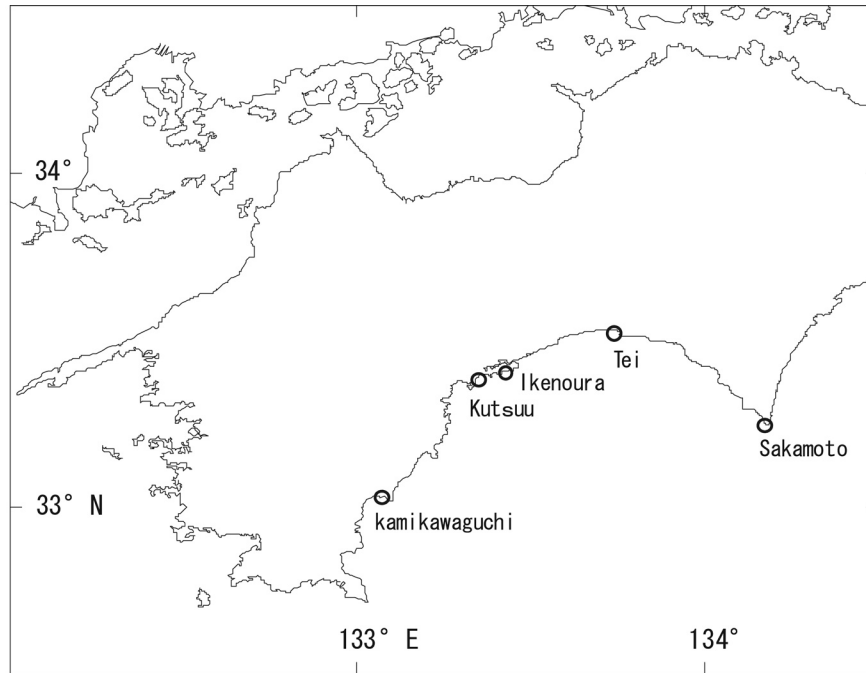 34°
Tei
Ikenoura
Kutsuu
Sakamoto
33° N
kamikawaguchi
133° E
134°